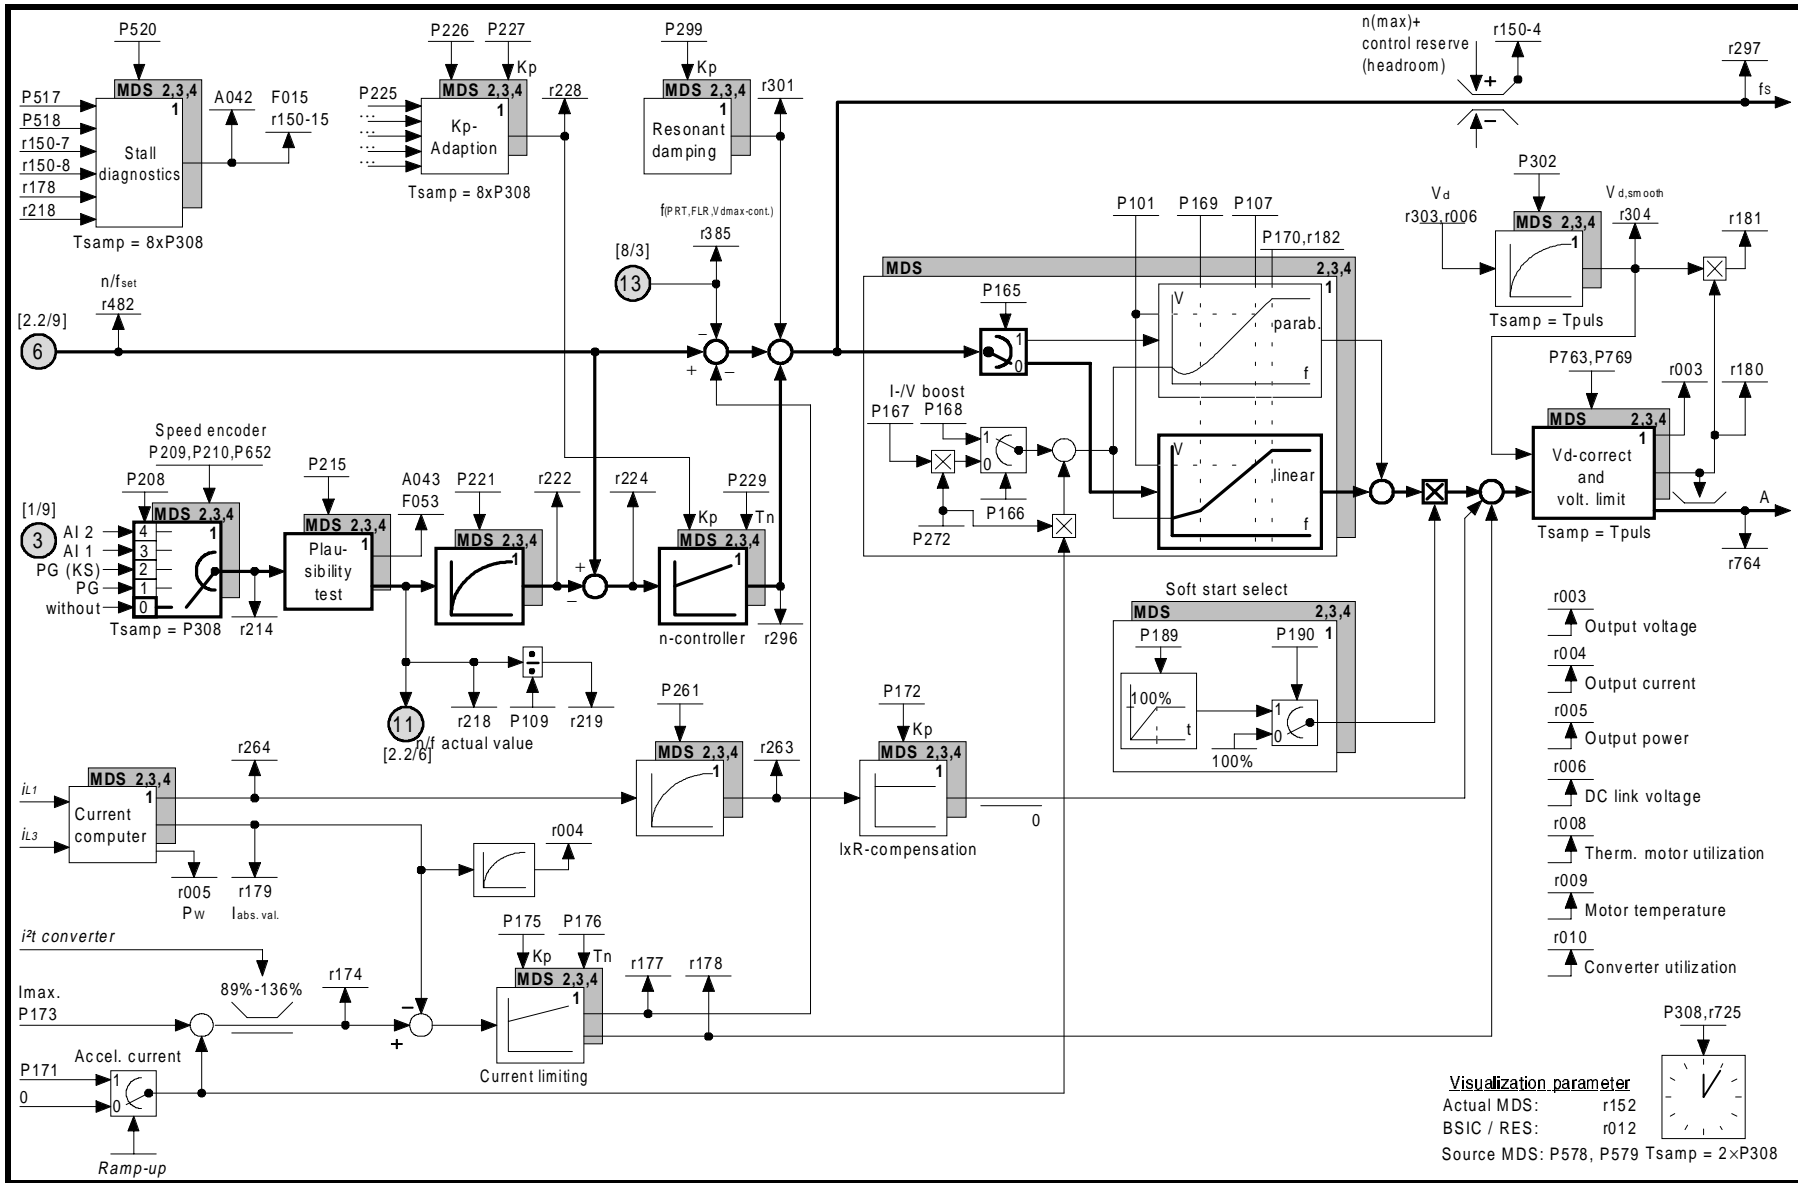 P520
MDS 2,3,4
1
P517
P518
r150-7
r150-8
r178
r218
Stall
diagnostics
A042
F015
r150-15
Tsamp = 8xP308
P226
P227
Kp
MDS 2,3,4
1
P225
...
...
...
...
Kp-
Adaption
r228
Tsamp = 8xP308
P299
Kp
MDS 2,3,4
1
Resonant
damping
r301
n(max)+
control reserve
(headroom)
+
−
r150-4
r297
fs
f(PRT,FLR,Vdmax-cont.)
r385
[8/3]
13
n/fset
r482
[2.2/9]
6
−
+
−
P101
P169
P107
P170,r182
MDS
2,3,4
P165
1
0
V
1
parab.
f
I-/V boost
P167
P168
1
0
P166
P272
V
linear
f
P302
Vd
r303,r006
MDS 2,3,4
1
Vd,smooth
r304
r181
Tsamp = Tpuls
P763,P769
MDS
2,3,4
1
r003
r180
Vd-correct
and
volt. limit
Tsamp = Tpuls
A
r764
Speed encoder
P209,P210,P652
P208
MDS 2,3,4
1
[1/9]
3
AI 2
4
AI 1
3
PG (KS)
2
PG
1
without
0
Tsamp = P308
r214
P215
MDS 2,3,4
1
Plau-
sibility
test
A043
F053
P221
MDS 2,3,4
1
r222
+
−
r224
Kp
P229
Tn
MDS 2,3,4
1
n-controller
r296
11
[2.2/6]
n/f actual value
r218
P109
r219
Soft start select
MDS
2,3,4
1
P189
100%
t
P190
1
0
100%
r003
Output voltage
r004
Output current
r005
Output power
r006
DC link voltage
r008
Therm. motor utilization
r009
Motor temperature
r010
Converter utilization
iL1
iL3
MDS 2,3,4
1
Current
computer
r264
r005
PW
r179
Iabs. val.
P261
MDS 2,3,4
1
r263
r004
P172
Kp
MDS 2,3,4
1
IxR-compensation
0
i²t converter
89%-136%
r174
Imax.
P173
−
+
P175
P176
Kp
Tn
MDS 2,3,4
1
r177
r178
Current limiting
Accel. current
P171
0
1
0
Ramp-up
P308,r725
Visualization parameter
Actual MDS: r152
BSIC / RES: r012
Source MDS: P578, P579
Tsamp = 2×P308